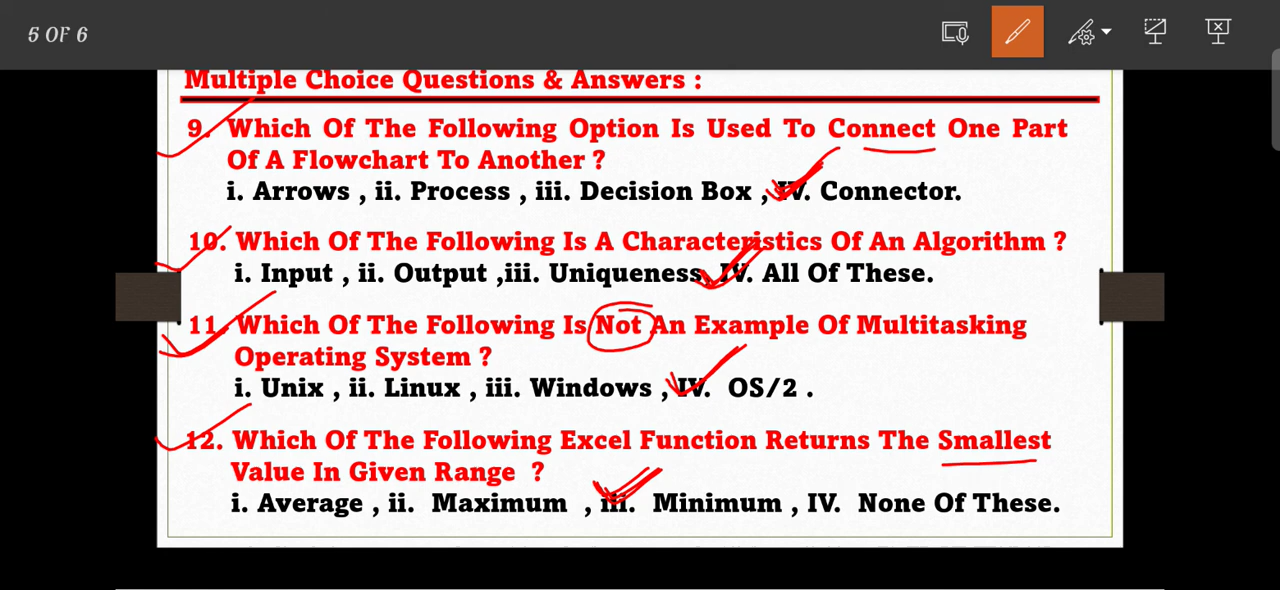 5 OF 6
Multiple Choice Questions & Answers :
9. Which Of The Following Option Is Used To Connect One Part
Of A Flowchart To Another ?
i. Arrows , ii. Process , iii. Decision Box , IV. Connector.
10. Which Of The Following Is A Characteristics Of An Algorithm ?
i. Input , ii. Output ,iii. Uniqueness, IV. All Of These.
11. Which Of The Following Is Not An Example Of Multitasking
Operating System ?
i. Unix , ii. Linux , iii. Windows , IV. OS/2 .
12. Which Of The Following Excel Function Returns The Smallest
Value In Given Range ?
i. Average , ii. Maximum , iii. Minimum , IV. None Of These.